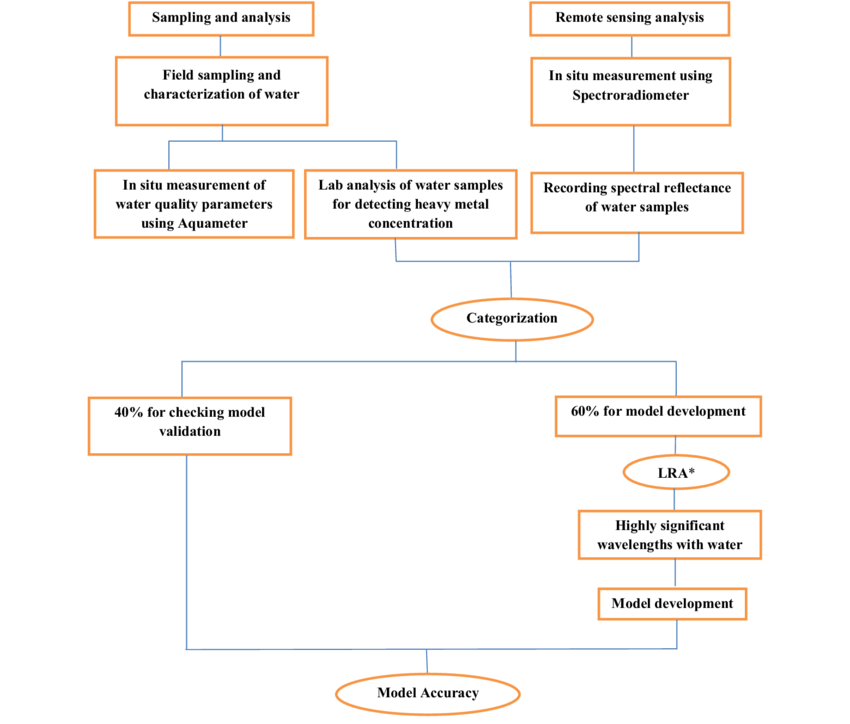 Sampling and analysis
Remote sensing analysis
Field sampling and
characterization of water
In situ measurement using
Spectroradiometer
In situ measurement of
water quality parameters
using Aquameter
Lab analysis of water samples
for detecting heavy metal
concentration
Recording spectral reflectance
of water samples
Categorization
40% for checking model
validation
60% for model development
LRA*
Highly significant
wavelengths with water
Model development
Model Accuracy